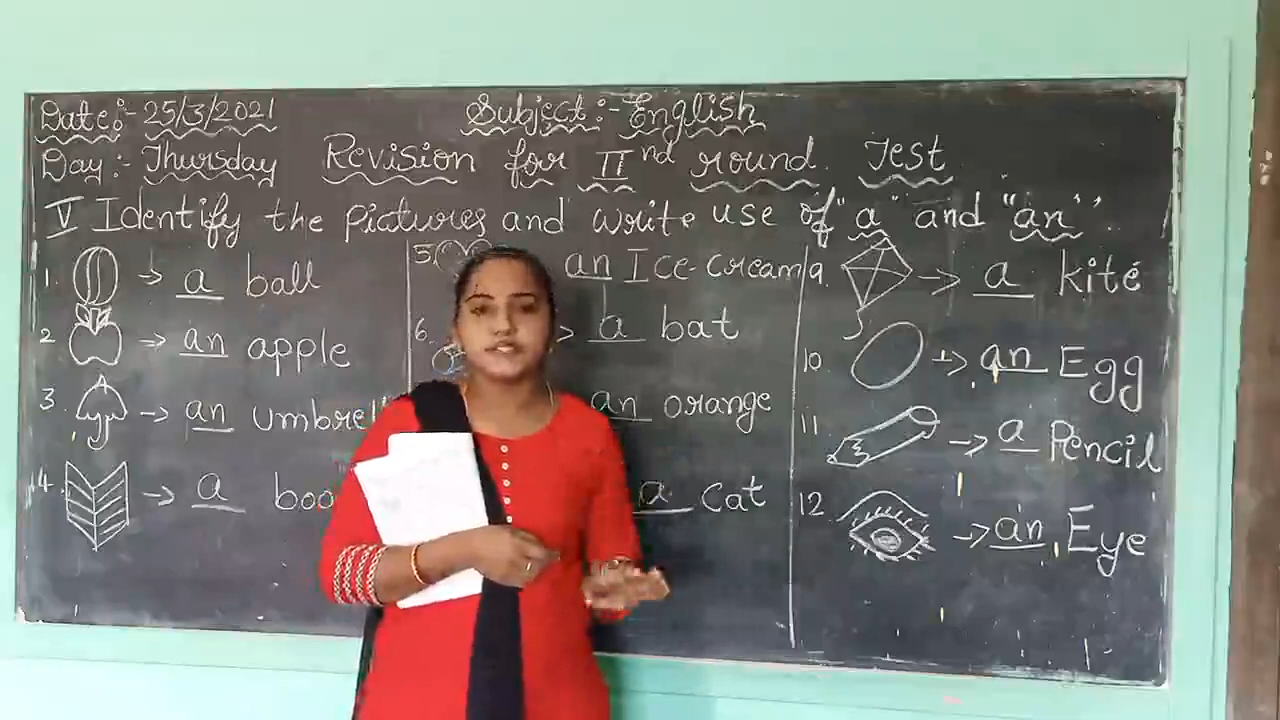 Date:- 25/3/2021
Subject:- English
Day:- Thursday
Revision for IInd round Test
V Identify the pictures and write use of "a" and "an".
1. → a ball
2 → an apple
3. → an umbrell
4. → a boo
5. an Ice-cream
6. → a bat
an orange
a cat
9. → a kite
10. → an Egg
11. → a Pencil
12. → an Eye